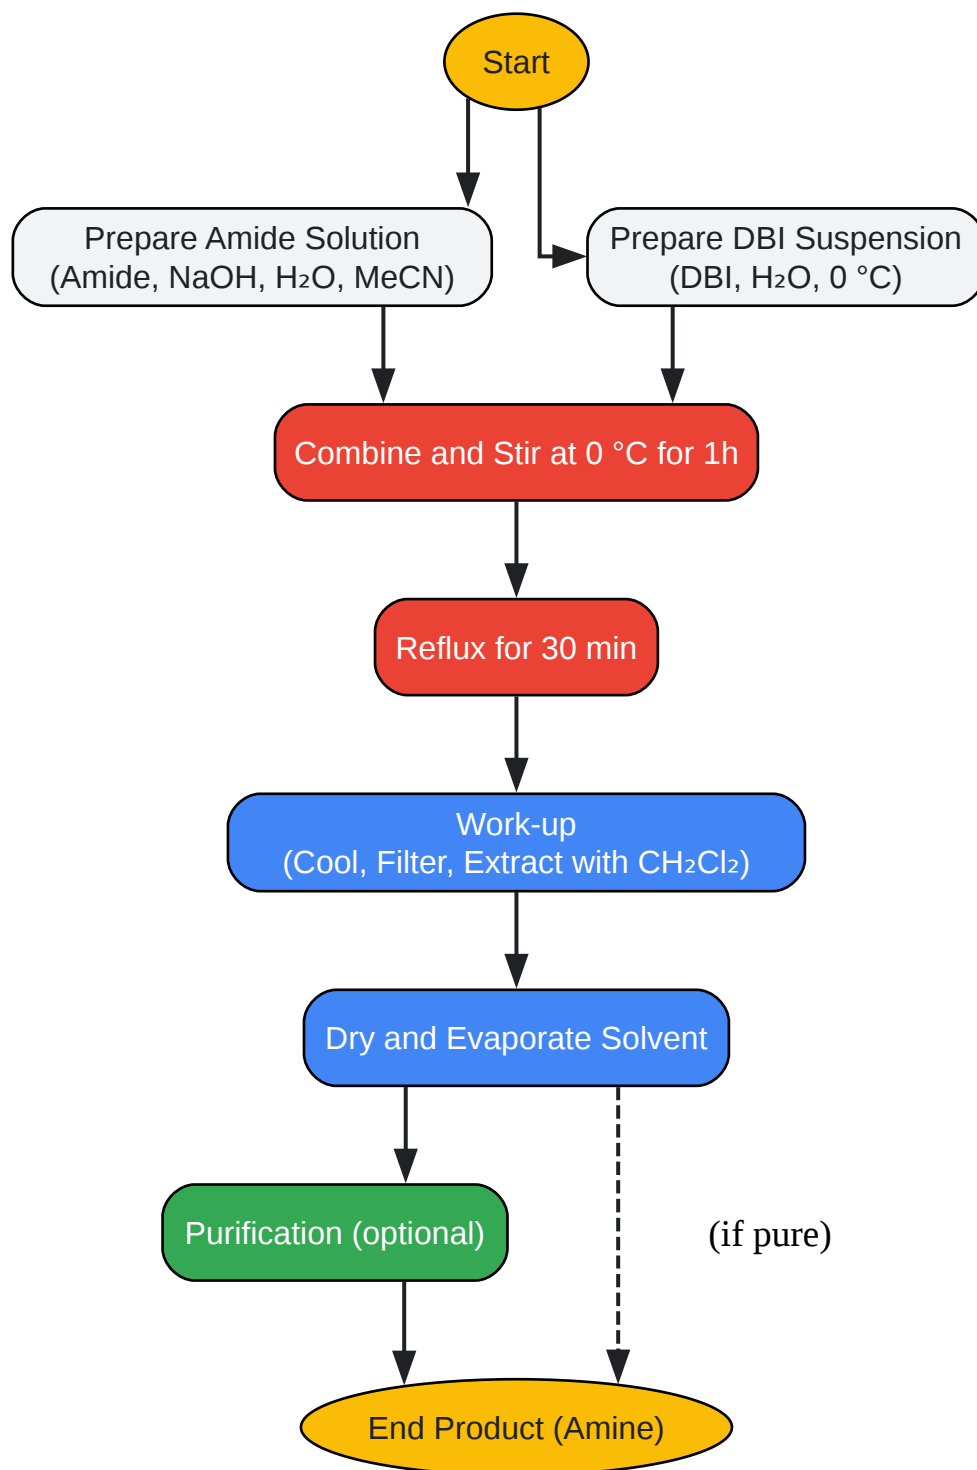 Start
Prepare Amide Solution
(Amide, NaOH, H₂O, MeCN)
Prepare DBI Suspension
(DBI, H₂O, 0 °C)
Combine and Stir at 0 °C for 1h
Reflux for 30 min
Work-up
(Cool, Filter, Extract with CH₂Cl₂)
Dry and Evaporate Solvent
Purification (optional)
(if pure)
End Product (Amine)